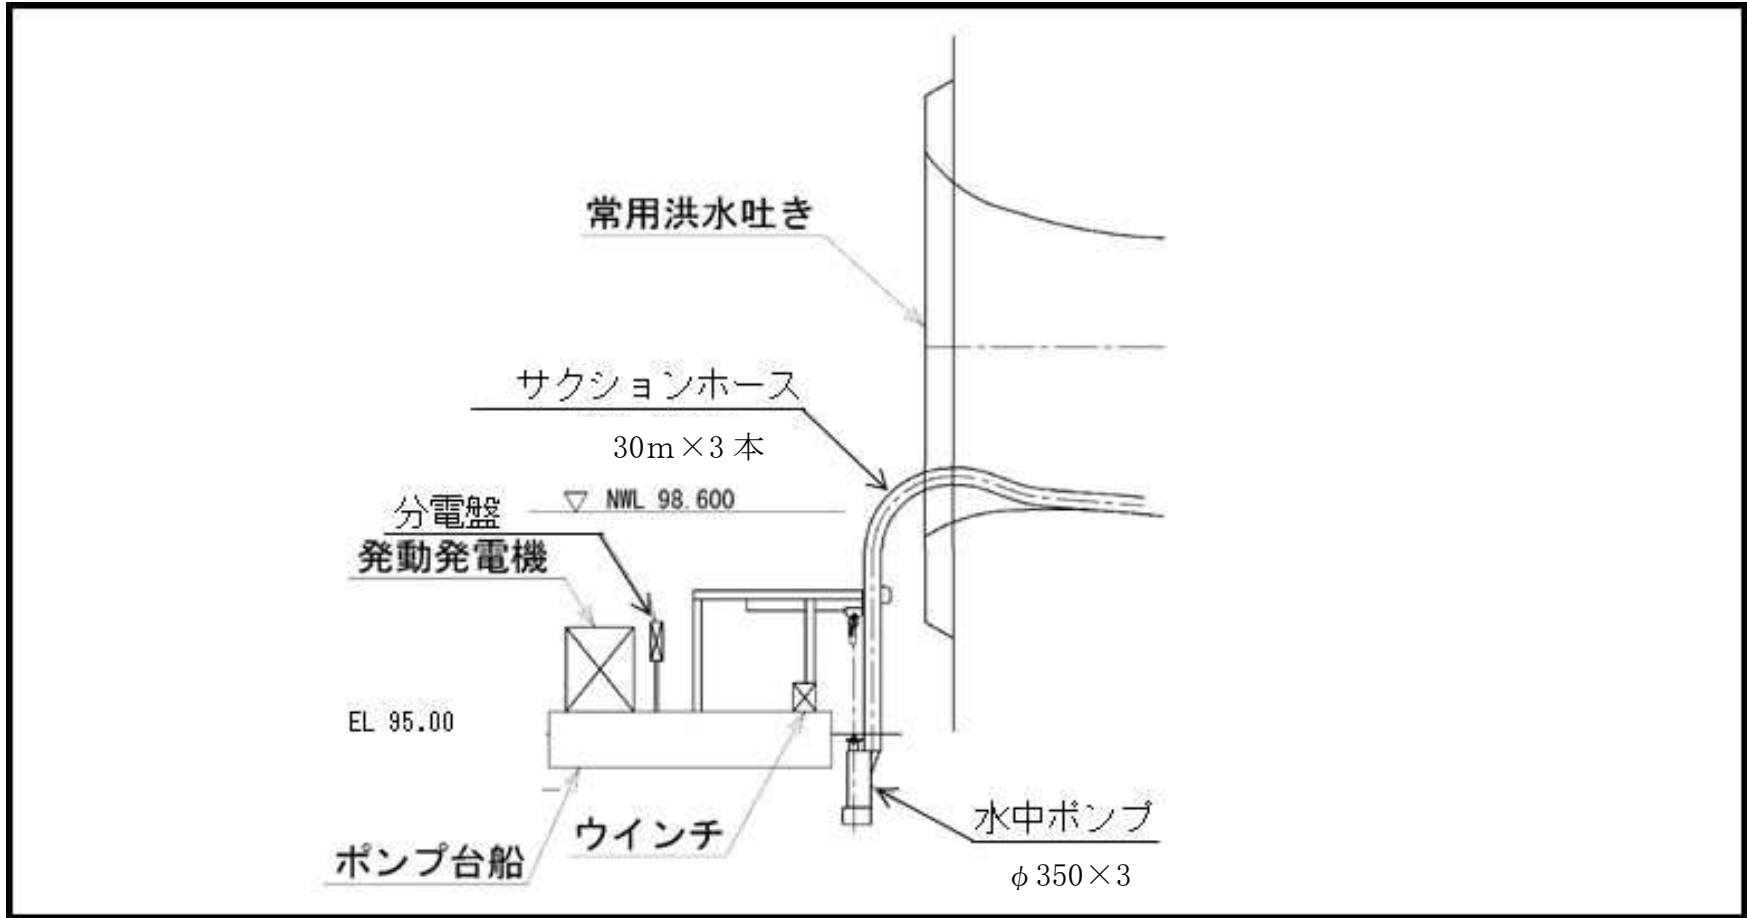 常用洪水吐き
サクションホース
30m×3 本
NWL 98.600
分電盤
発動発電機
EL 95.00
水中ポンプ
φ350×3
ウインチ
ポンプ台船